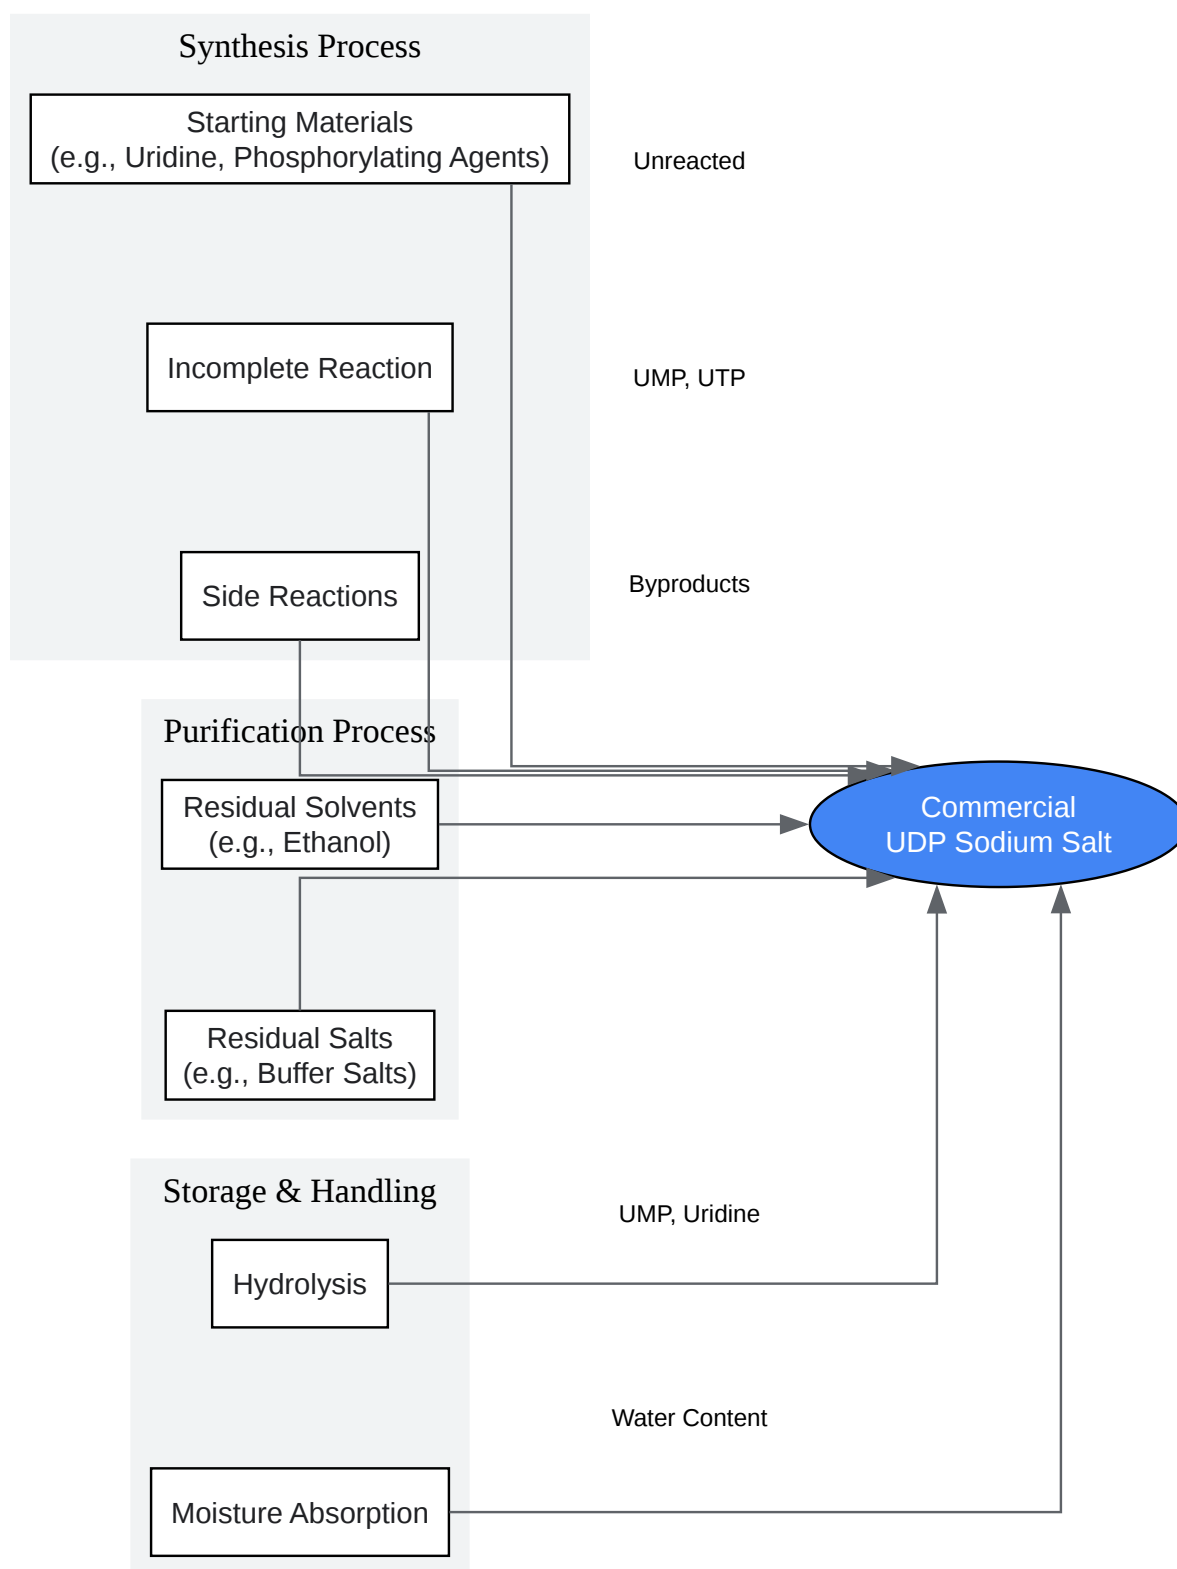 Synthesis Process
Starting Materials
(e.g., Uridine, Phosphorylating Agents)
Unreacted
Incomplete Reaction
UMP, UTP
Side Reactions
Byproducts
Purification Process
Residual Solvents
(e.g., Ethanol)
Commercial
UDP Sodium Salt
Residual Salts
(e.g., Buffer Salts)
Storage & Handling
UMP, Uridine
Hydrolysis
Water Content
Moisture Absorption